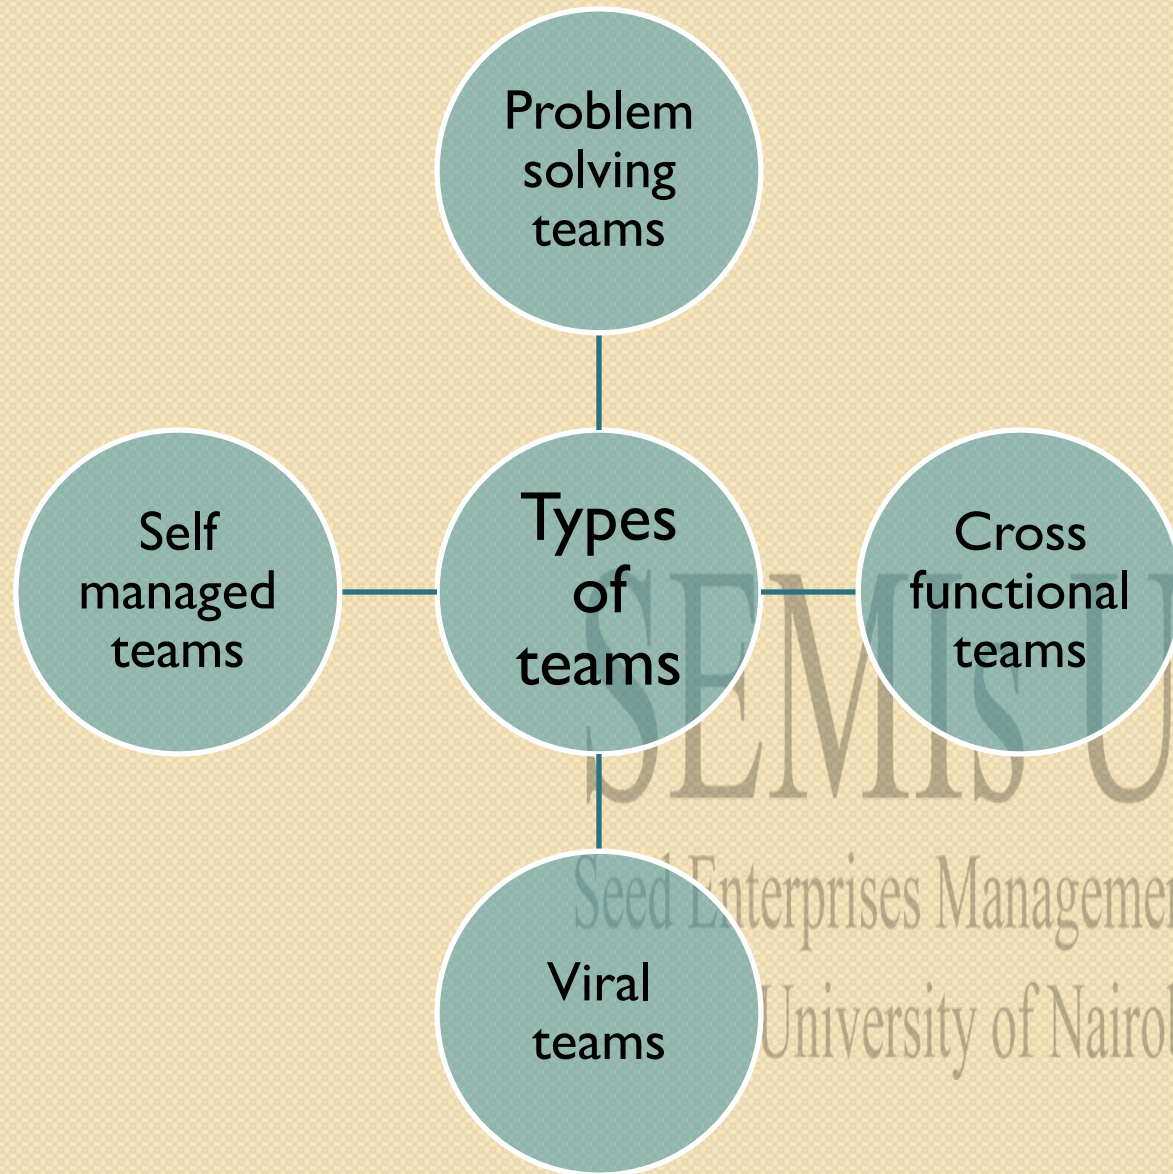 Problem
solving
teams
Self
managed
teams
Types
of
teams
Cross
functional
teams
SEMIs U
Seed Enterprises Manageme
University of Nairo
Viral
teams